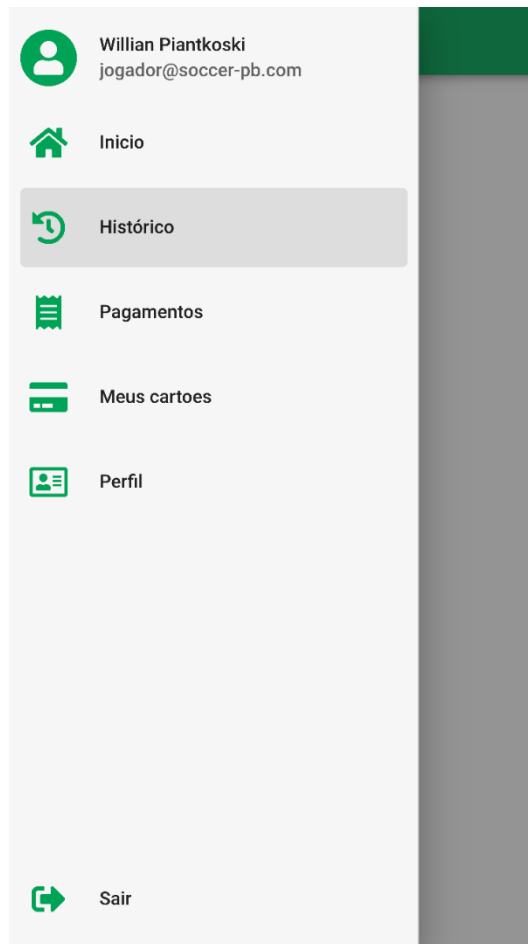 Willian Piantkoski
jogador@soccer-pb.com
Inicio
Histórico
Pagamentos
Meus cartoes
Perfil
Sair